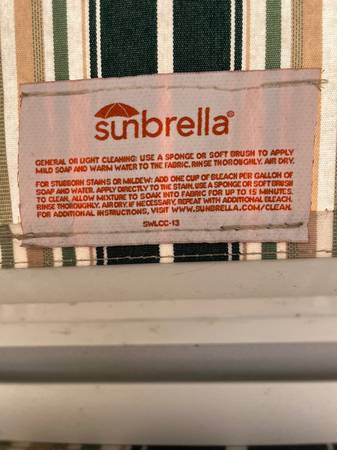 sunbrella®
GENERAL OR LIGHT CLEANING: USE A SPONGE OR SOFT BRUSH TO APPLY
MILD SOAP AND WARM WATER TO THE FABRIC. RINSE THOROUGHLY. AIR DRY.
FOR STUBBORN STAINS OR MILDEW: ADD ONE CUP OF BLEACH PER GALLON OF
SOAP AND WATER. APPLY DIRECTLY TO THE STAIN. USE A SPONGE OR SOFT BRUSH
TO CLEAN. ALLOW MIXTURE TO SOAK INTO FABRIC FOR UP TO 15 MINUTES.
RINSE THOROUGHLY. AIR DRY. IF NECESSARY, REPEAT WITH ADDITIONAL BLEACH.
FOR ADDITIONAL INSTRUCTIONS, VISIT WWW.SUNBRELLA.COM/CLEAN.
SWLCC-13